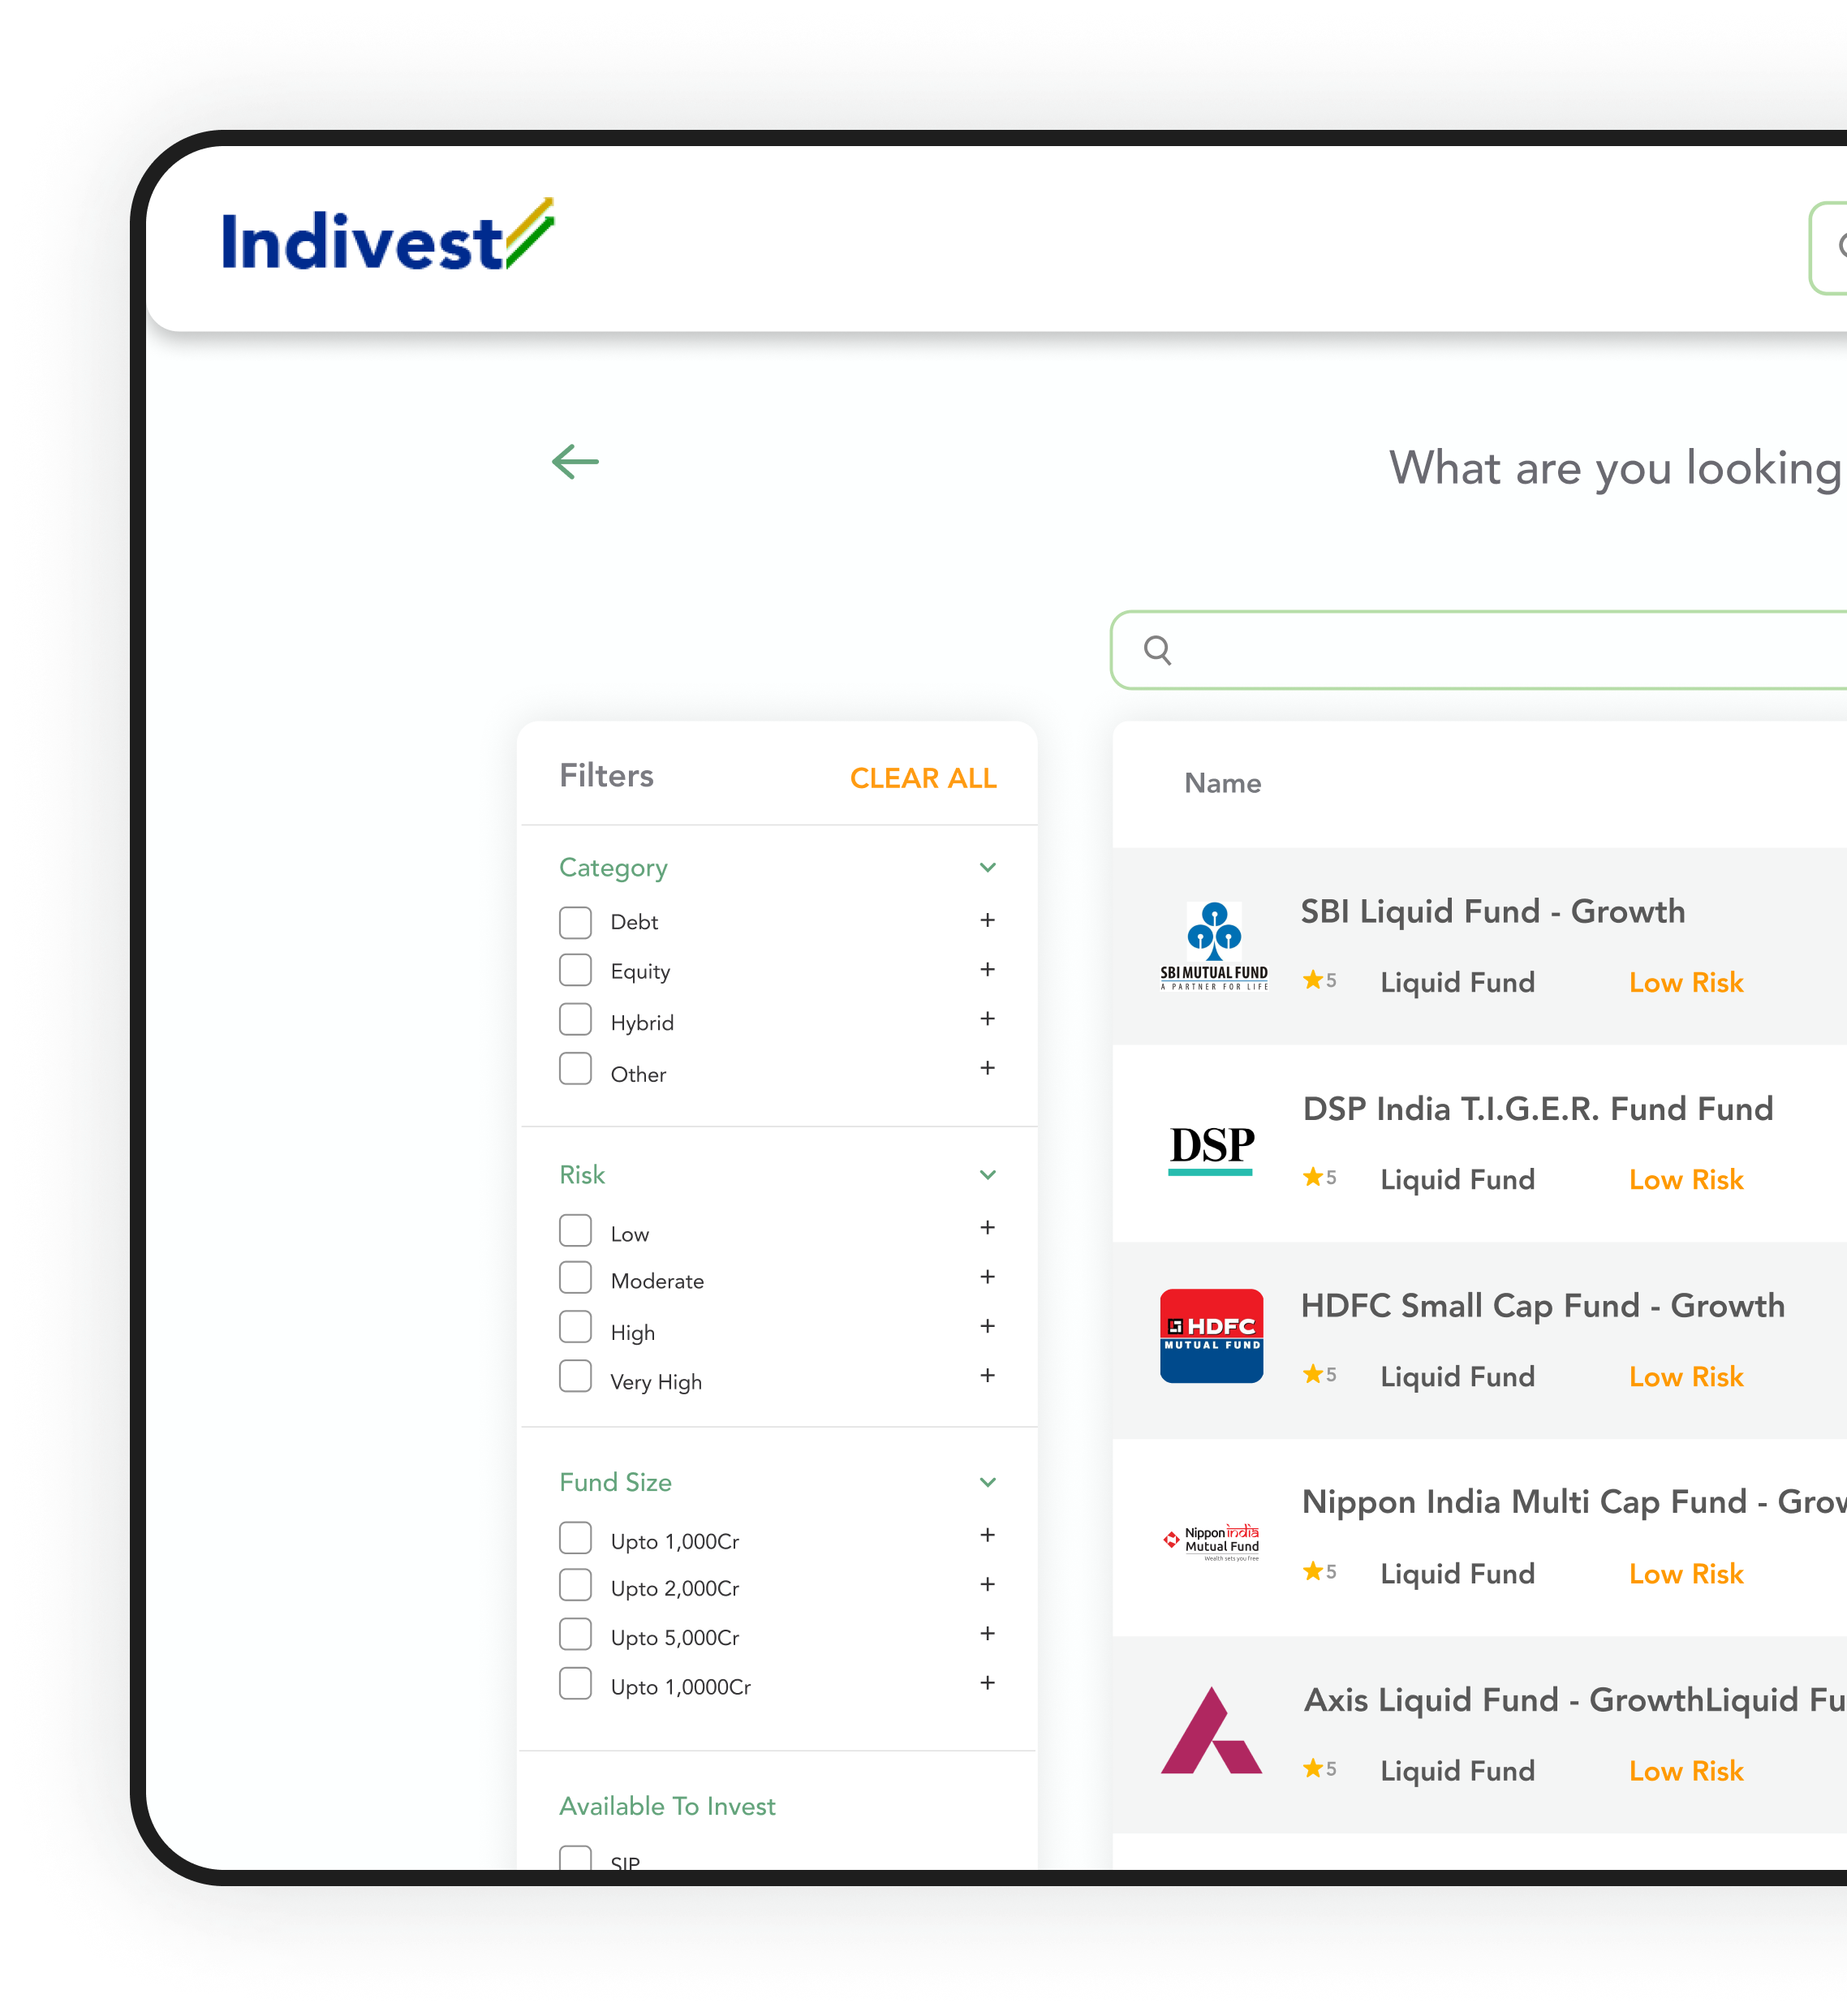 Indivest
What are you looking
Filters
CLEAR ALL
Category
Debt +
Equity +
Hybrid +
Other +
Risk
Low +
Moderate +
High +
Very High +
Fund Size
Upto 1,000Cr +
Upto 2,000Cr +
Upto 5,000Cr +
Upto 1,0000Cr +
Available To Invest
SIP
Name
SBI MUTUAL FUND
A PARTNER FOR LIFE
SBI Liquid Fund - Growth
5 Liquid Fund Low Risk
DSP
DSP India T.I.G.E.R. Fund Fund
5 Liquid Fund Low Risk
HDFC
MUTUAL FUND
HDFC Small Cap Fund - Growth
5 Liquid Fund Low Risk
Nippon india
Mutual Fund
Wealth sets you free
Nippon India Multi Cap Fund - Grow
5 Liquid Fund Low Risk
Axis Liquid Fund - GrowthLiquid Fu
5 Liquid Fund Low Risk